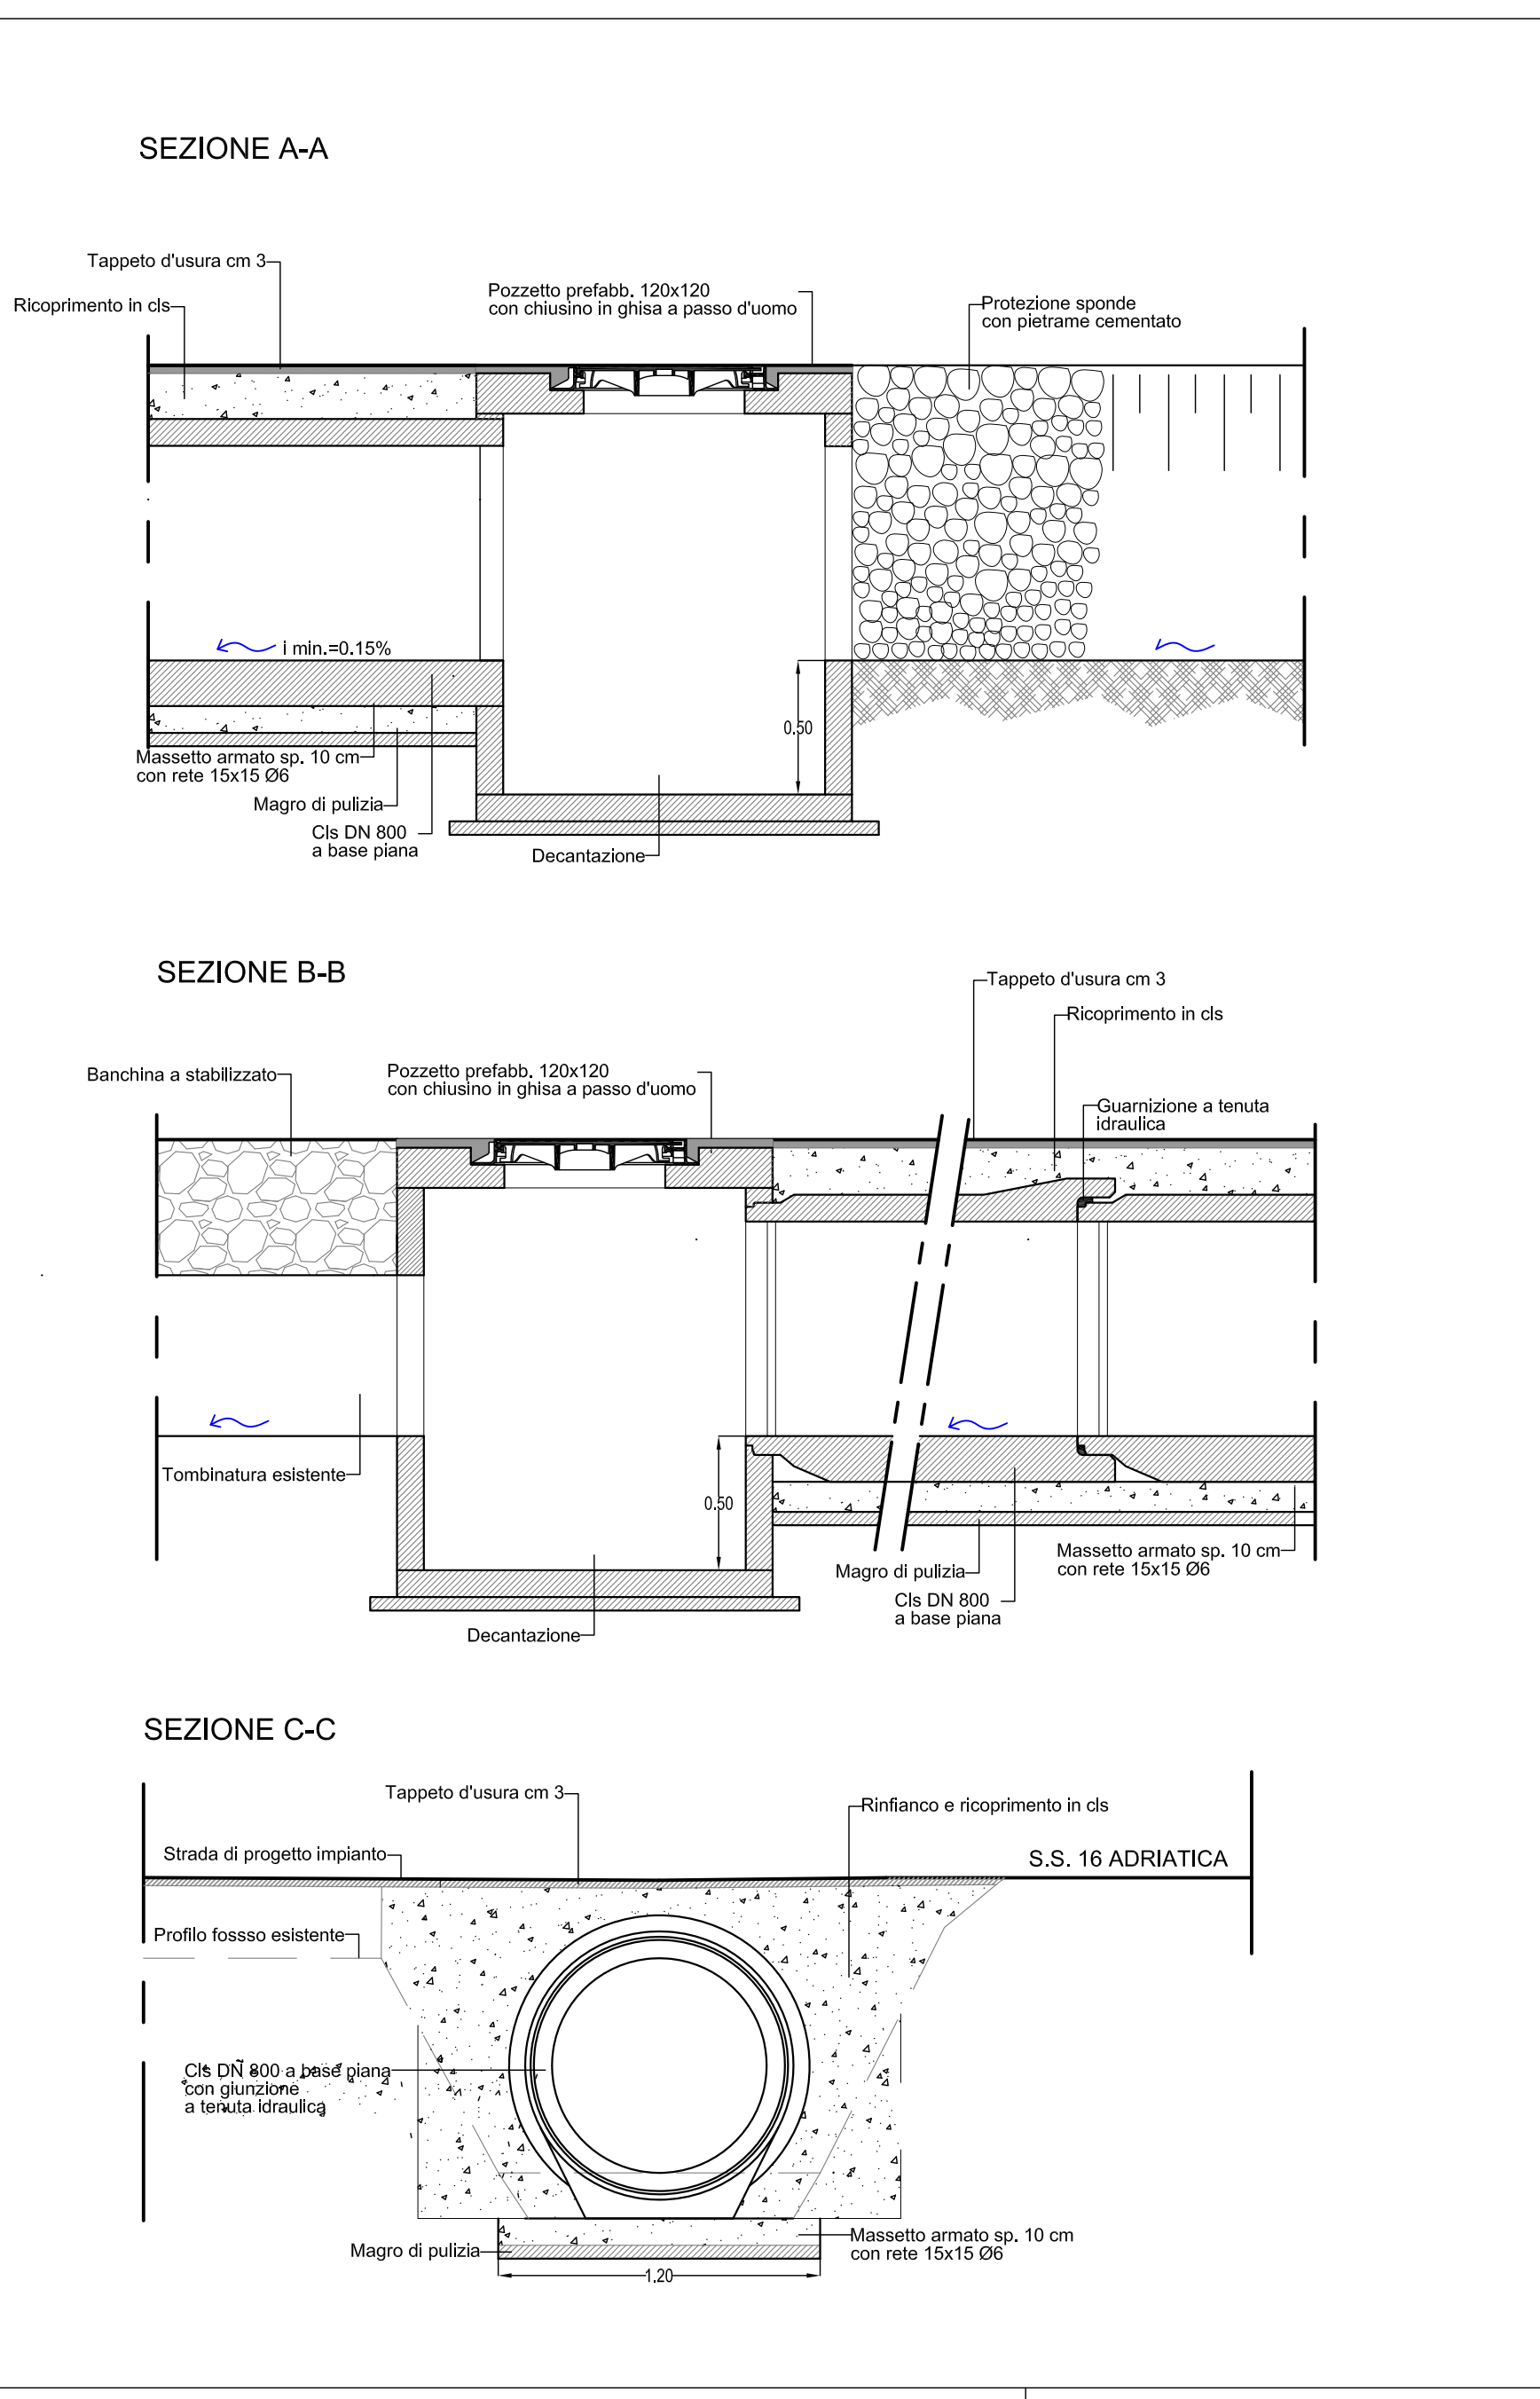 SEZIONE A-A
Tappeto d'usura cm 3
Ricoprimento in cls
Pozzetto prefabb. 120x120
con chiusino in ghisa a passo d'uomo
Protezione sponde
con pietrame cementato
i min.=0.15%
0.50
Massetto armato sp. 10 cm
con rete 15x15 Ø6
Magro di pulizia
Cls DN 800
a base piana
Decantazione
SEZIONE B-B
Tappeto d'usura cm 3
Ricoprimento in cls
Banchina a stabilizzato
Pozzetto prefabb. 120x120
con chiusino in ghisa a passo d'uomo
Guarnizione a tenuta
idraulica
Tombinatura esistente
0.50
Magro di pulizia
Massetto armato sp. 10 cm
con rete 15x15 Ø6
Cls DN 800
a base piana
Decantazione
SEZIONE C-C
Tappeto d'usura cm 3
Rinfianco e ricoprimento in cls
Strada di progetto impianto
S.S. 16 ADRIATICA
Profilo fossso esistente
Cls DN 800 a base piana
con giunzione
a tenuta idraulica
Massetto armato sp. 10 cm
con rete 15x15 Ø6
Magro di pulizia
1,20